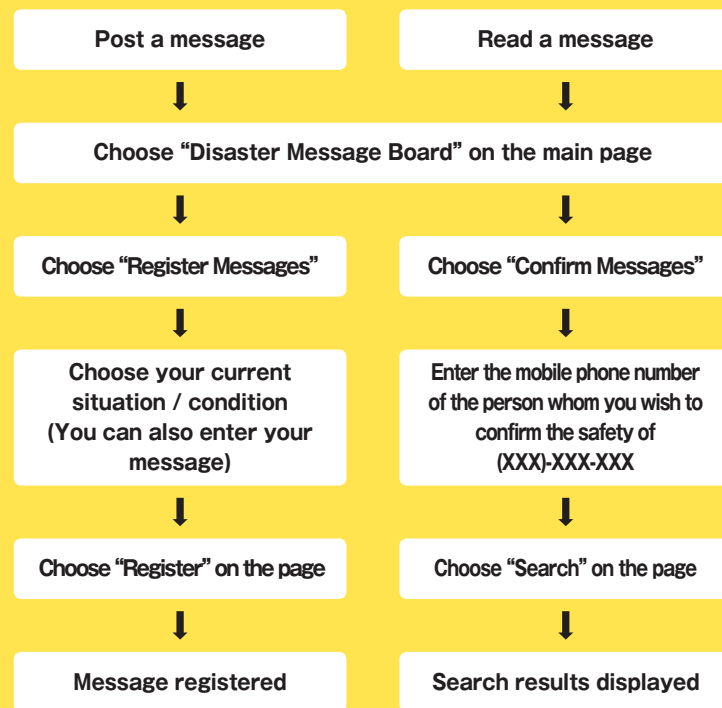 Post a message
Read a message
Choose “Disaster Message Board” on the main page
Choose “Register Messages”
Choose “Confirm Messages”
Choose your current
situation / condition
(You can also enter your
message)
Enter the mobile phone number
of the person whom you wish to
confirm the safety of
(XXX)-XXX-XXX
Choose “Register” on the page
Choose “Search” on the page
Message registered
Search results displayed